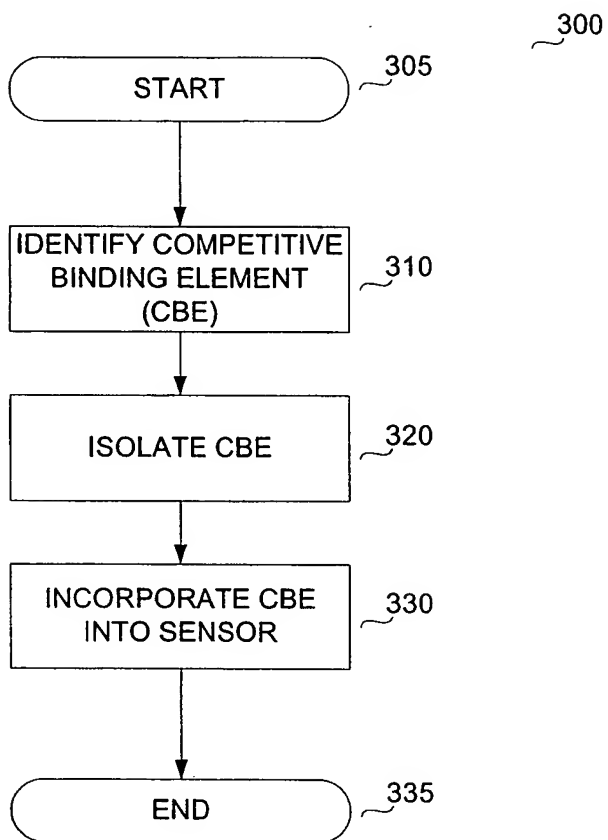 300
START
305
IDENTIFY COMPETITIVE
BINDING ELEMENT
(CBE)
310
ISOLATE CBE
320
INCORPORATE CBE
INTO SENSOR
330
END
335